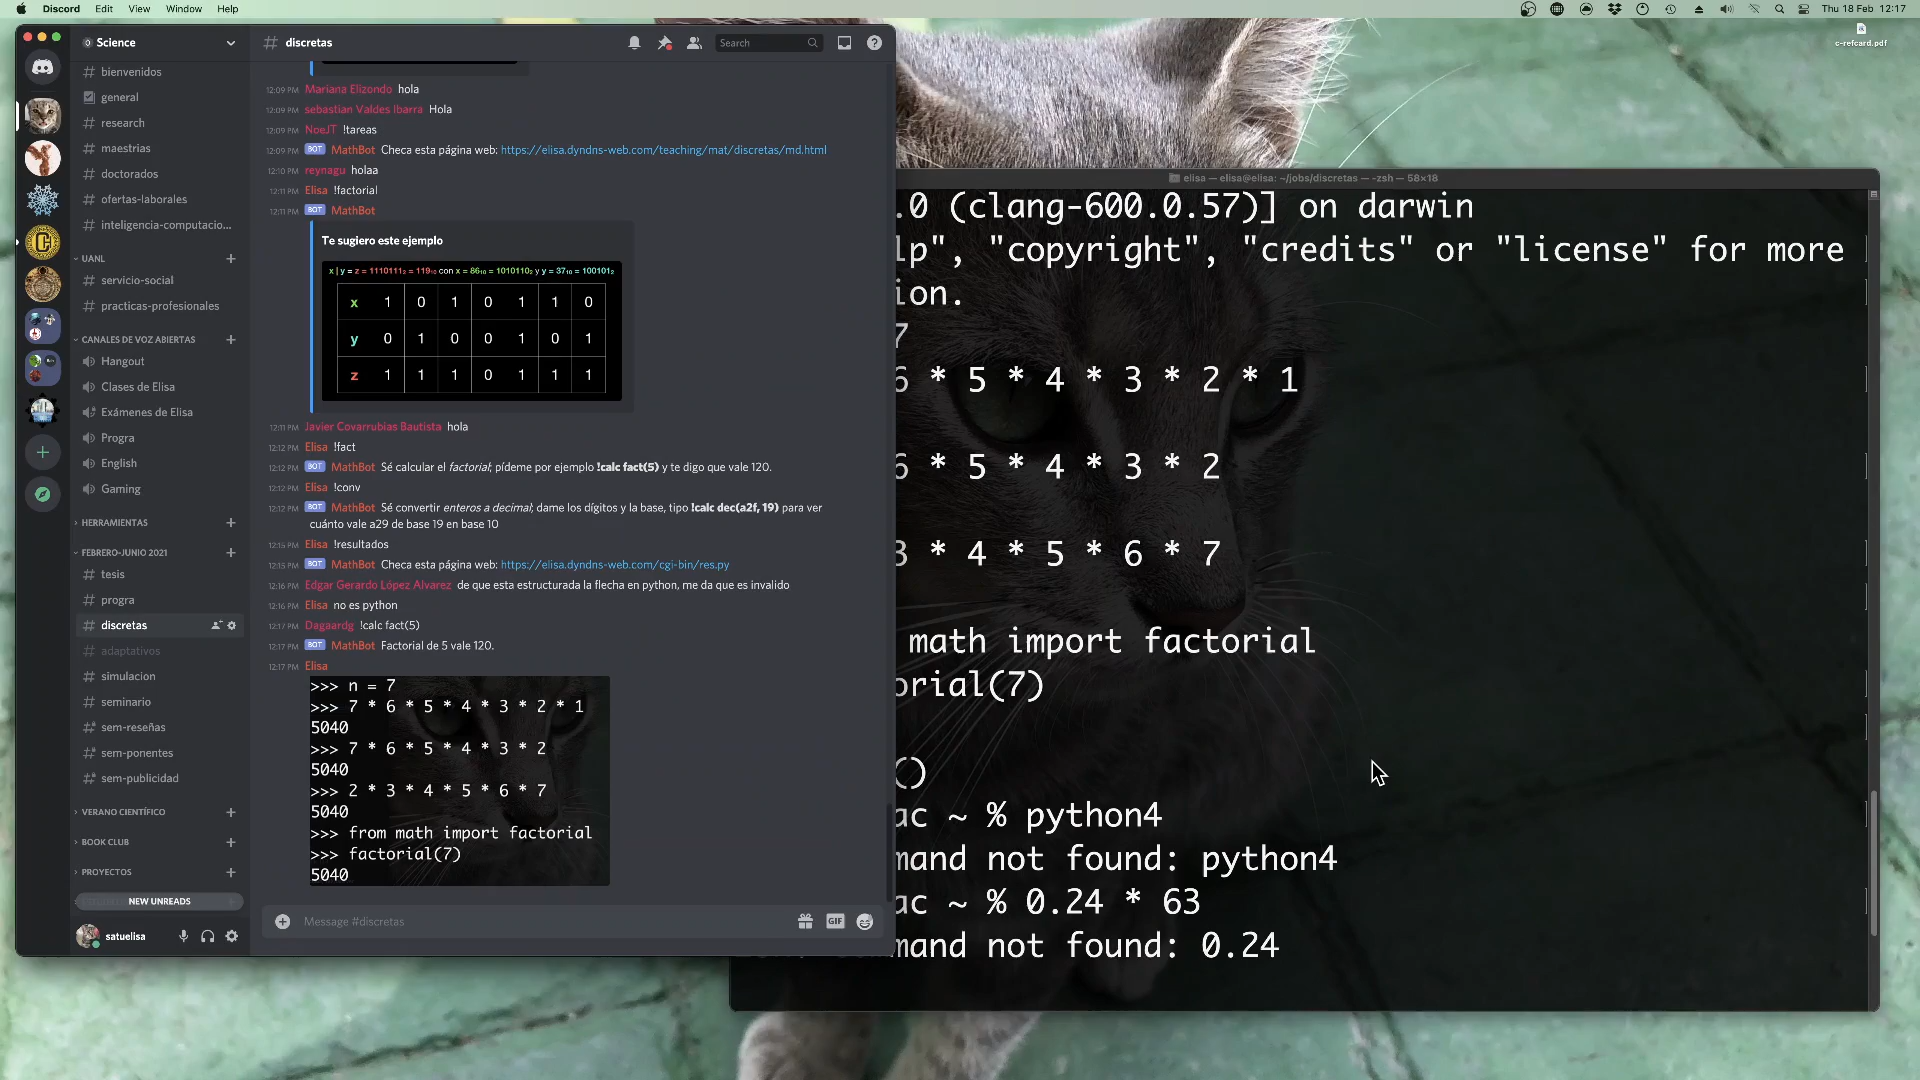 Discord Edit View Window Help
Thu 18 Feb 12:17
c-refcard.pdf
Science
# discretas
Search
# bienvenidos
general
# research
# maestrias
# doctorados
# ofertas-laborales
# inteligencia-computacio...
UANL
# servicio-social
# practicas-profesionales
CANALES DE VOZ ABIERTAS
Hangout
Clases de Elisa
Exámenes de Elisa
Progra
English
Gaming
HERRAMIENTAS
FEBRERO-JUNIO 2021
# tesis
# progra
# discretas
# adaptativos
# simulacion
# seminario
sem-reseñas
sem-ponentes
sem-publicidad
VERANO CIENTÍFICO
BOOK CLUB
PROYECTOS
NEW UNREADS
satuelisa
12:09 PM Mariana Elizondo hola
12:09 PM sebastian Valdes Ibarra Hola
12:09 PM NoeJT !tareas
12:09 PM BOT MathBot Checa esta página web: https://elisa.dyndns-web.com/teaching/mat/discretas/md.html
12:10 PM reynagu holaa
12:11 PM Elisa !factorial
12:11 PM BOT MathBot
Te sugiero este ejemplo
x | y = z = 1110111₂ = 119₁₀ con x = 86₁₀ = 1010110₂ y y = 37₁₀ = 100101₂
x 1 0 1 0 1 1 0
y 0 1 0 0 1 0 1
z 1 1 1 0 1 1 1
12:11 PM Javier Covarrubias Bautista hola
12:12 PM Elisa !fact
12:12 PM BOT MathBot Sé calcular el factorial; pídeme por ejemplo !calc fact(5) y te digo que vale 120.
12:12 PM Elisa !conv
12:12 PM BOT MathBot Sé convertir enteros a decimal; dame los dígitos y la base, tipo !calc dec(a2f, 19) para ver
cuánto vale a29 de base 19 en base 10
12:15 PM Elisa !resultados
12:15 PM BOT MathBot Checa esta página web: https://elisa.dyndns-web.com/cgi-bin/res.py
12:16 PM Edgar Gerardo López Alvarez de que esta estructurada la flecha en python, me da que es invalido
12:16 PM Elisa no es python
12:17 PM Dagaardg !calc fact(5)
12:17 PM BOT MathBot Factorial de 5 vale 120.
12:17 PM Elisa
>>> n = 7
>>> 7 * 6 * 5 * 4 * 3 * 2 * 1
5040
>>> 7 * 6 * 5 * 4 * 3 * 2
5040
>>> 2 * 3 * 4 * 5 * 6 * 7
5040
>>> from math import factorial
>>> factorial(7)
5040
Message #discretas
GIF
elisa — elisa@elisa: ~/jobs/discretas — -zsh — 58×18
.0 (clang-600.0.57)] on darwin
lp", "copyright", "credits" or "license" for more
ion.
7
6 * 5 * 4 * 3 * 2 * 1
6 * 5 * 4 * 3 * 2
3 * 4 * 5 * 6 * 7
math import factorial
orial(7)
()
ac ~ % python4
mand not found: python4
ac ~ % 0.24 * 63
mand not found: 0.24